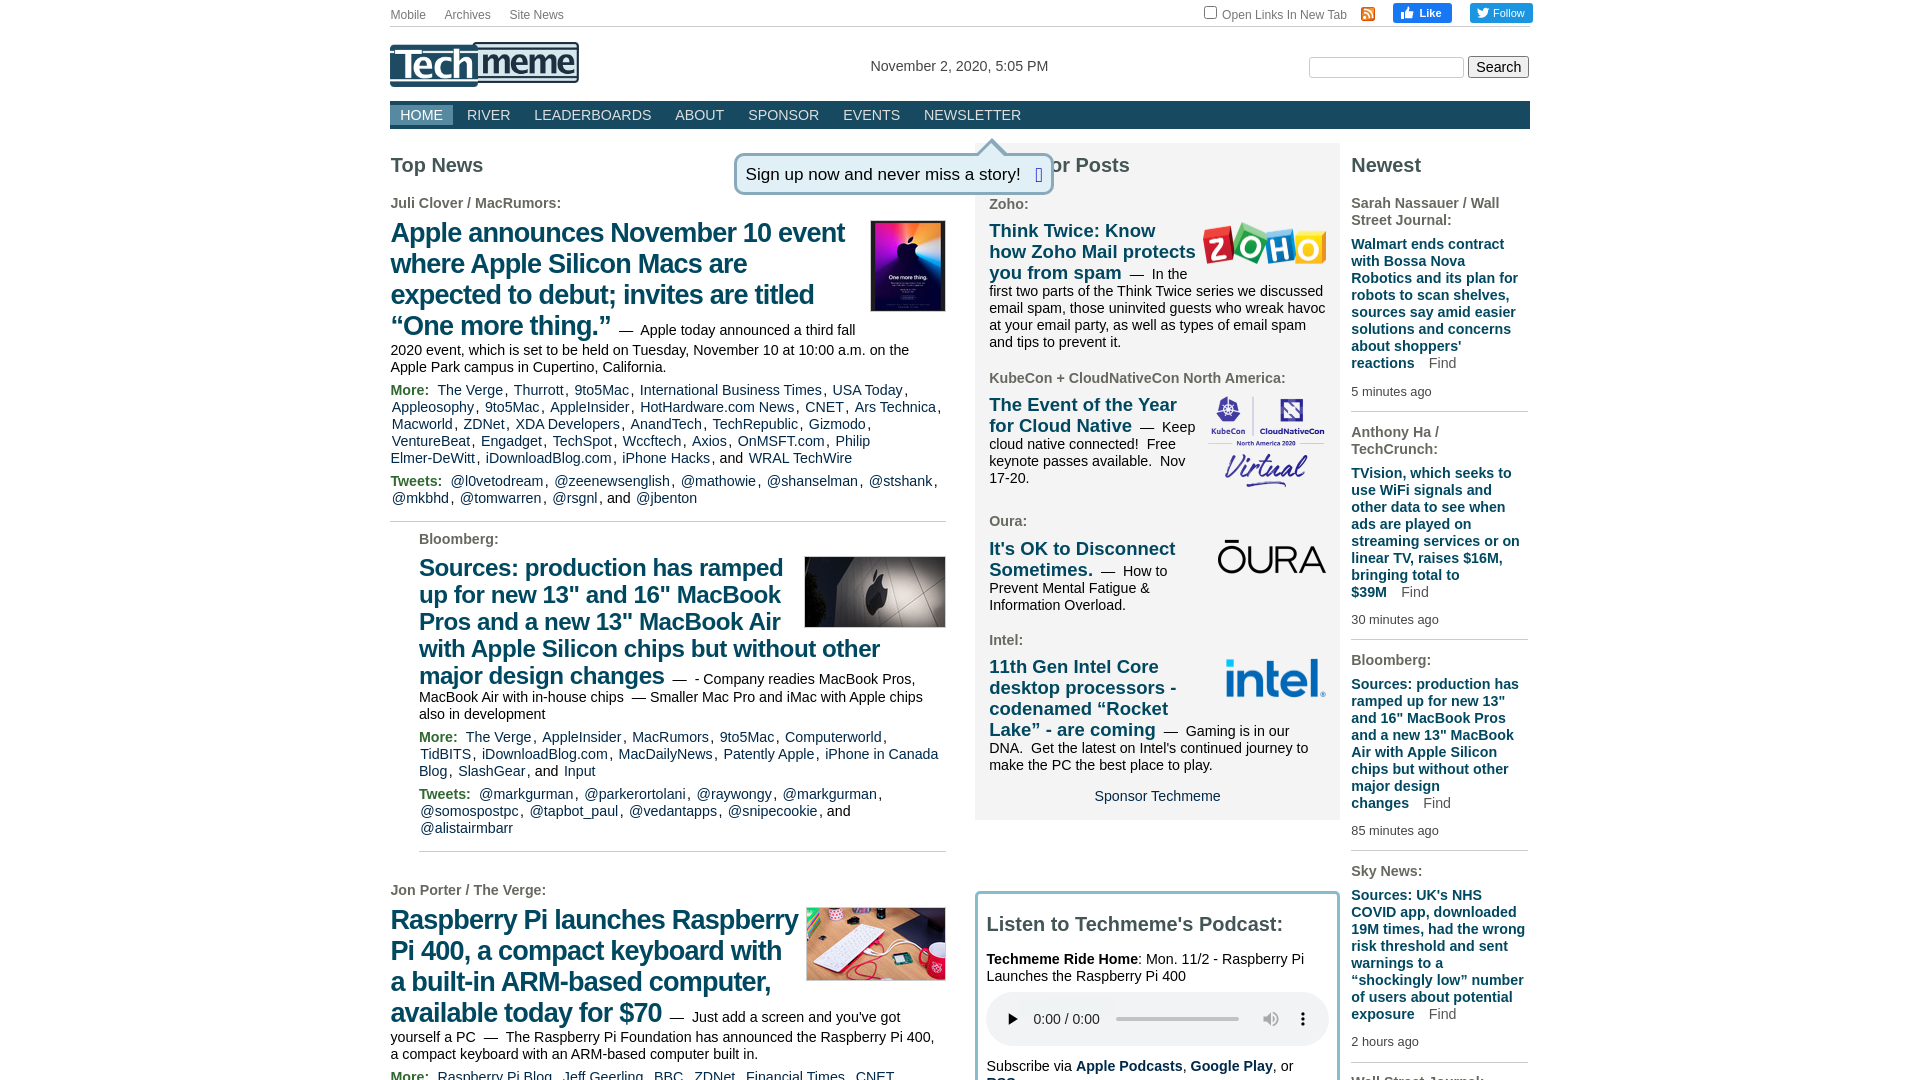 Mobile Archives Site News
Open Links In New Tab Like Follow
Techmeme
November 2, 2020, 5:05 PM
Search
HOME RIVER LEADERBOARDS ABOUT SPONSOR EVENTS NEWSLETTER
Sign up now and never miss a story!
Top News
Juli Clover / MacRumors:
Apple announces November 10 event
where Apple Silicon Macs are
expected to debut; invites are titled
“One more thing.” — Apple today announced a third fall
2020 event, which is set to be held on Tuesday, November 10 at 10:00 a.m. on the
Apple Park campus in Cupertino, California.
One more thing.
More: The Verge, Thurrott, 9to5Mac, International Business Times, USA Today,
Appleosophy, 9to5Mac, AppleInsider, HotHardware.com News, CNET, Ars Technica,
Macworld, ZDNet, XDA Developers, AnandTech, TechRepublic, Gizmodo,
VentureBeat, Engadget, TechSpot, Wccftech, Axios, OnMSFT.com, Philip
Elmer-DeWitt, iDownloadBlog.com, iPhone Hacks, and WRAL TechWire
Tweets: @l0vetodream, @zeenewsenglish, @mathowie, @shanselman, @stshank,
@mkbhd, @tomwarren, @rsgnl, and @jbenton
Bloomberg:
Sources: production has ramped
up for new 13" and 16" MacBook
Pros and a new 13" MacBook Air
with Apple Silicon chips but without other
major design changes — - Company readies MacBook Pros,
MacBook Air with in-house chips — Smaller Mac Pro and iMac with Apple chips
also in development
More: The Verge, AppleInsider, MacRumors, 9to5Mac, Computerworld,
TidBITS, iDownloadBlog.com, MacDailyNews, Patently Apple, iPhone in Canada
Blog, SlashGear, and Input
Tweets: @markgurman, @parkerortolani, @raywongy, @markgurman,
@somospostpc, @tapbot_paul, @vedantapps, @snipecookie, and
@alistairmbarr
Jon Porter / The Verge:
Raspberry Pi launches Raspberry
Pi 400, a compact keyboard with
a built-in ARM-based computer,
available today for $70 — Just add a screen and you've got
yourself a PC — The Raspberry Pi Foundation has announced the Raspberry Pi 400,
a compact keyboard with an ARM-based computer built in.
More: Raspberry Pi Blog, Jeff Geerling, BBC, ZDNet, Financial Times, CNET,
or Posts
Zoho:
Think Twice: Know
how Zoho Mail protects
you from spam — In the
first two parts of the Think Twice series we discussed
email spam, those uninvited guests who wreak havoc
at your email party, as well as types of email spam
and tips to prevent it.
ZOHO
KubeCon + CloudNativeCon North America:
The Event of the Year
for Cloud Native — Keep
cloud native connected! Free
keynote passes available. Nov
17-20.
KubeCon CloudNativeCon
North America 2020
Virtual
Oura:
It's OK to Disconnect
Sometimes. — How to
Prevent Mental Fatigue &
Information Overload.
ŌURA
Intel:
11th Gen Intel Core
desktop processors -
codenamed “Rocket
Lake” - are coming — Gaming is in our
DNA. Get the latest on Intel's continued journey to
make the PC the best place to play.
intel.
Sponsor Techmeme
Listen to Techmeme's Podcast:
Techmeme Ride Home: Mon. 11/2 - Raspberry Pi
Launches the Raspberry Pi 400
0:00 / 0:00
Subscribe via Apple Podcasts, Google Play, or
RSS
Newest
Sarah Nassauer / Wall
Street Journal:
Walmart ends contract
with Bossa Nova
Robotics and its plan for
robots to scan shelves,
sources say amid easier
solutions and concerns
about shoppers'
reactions Find
5 minutes ago
Anthony Ha /
TechCrunch:
TVision, which seeks to
use WiFi signals and
other data to see when
ads are played on
streaming services or on
linear TV, raises $16M,
bringing total to
$39M Find
30 minutes ago
Bloomberg:
Sources: production has
ramped up for new 13"
and 16" MacBook Pros
and a new 13" MacBook
Air with Apple Silicon
chips but without other
major design
changes Find
85 minutes ago
Sky News:
Sources: UK's NHS
COVID app, downloaded
19M times, had the wrong
risk threshold and sent
warnings to a
“shockingly low” number
of users about potential
exposure Find
2 hours ago
Wall Street Journal: